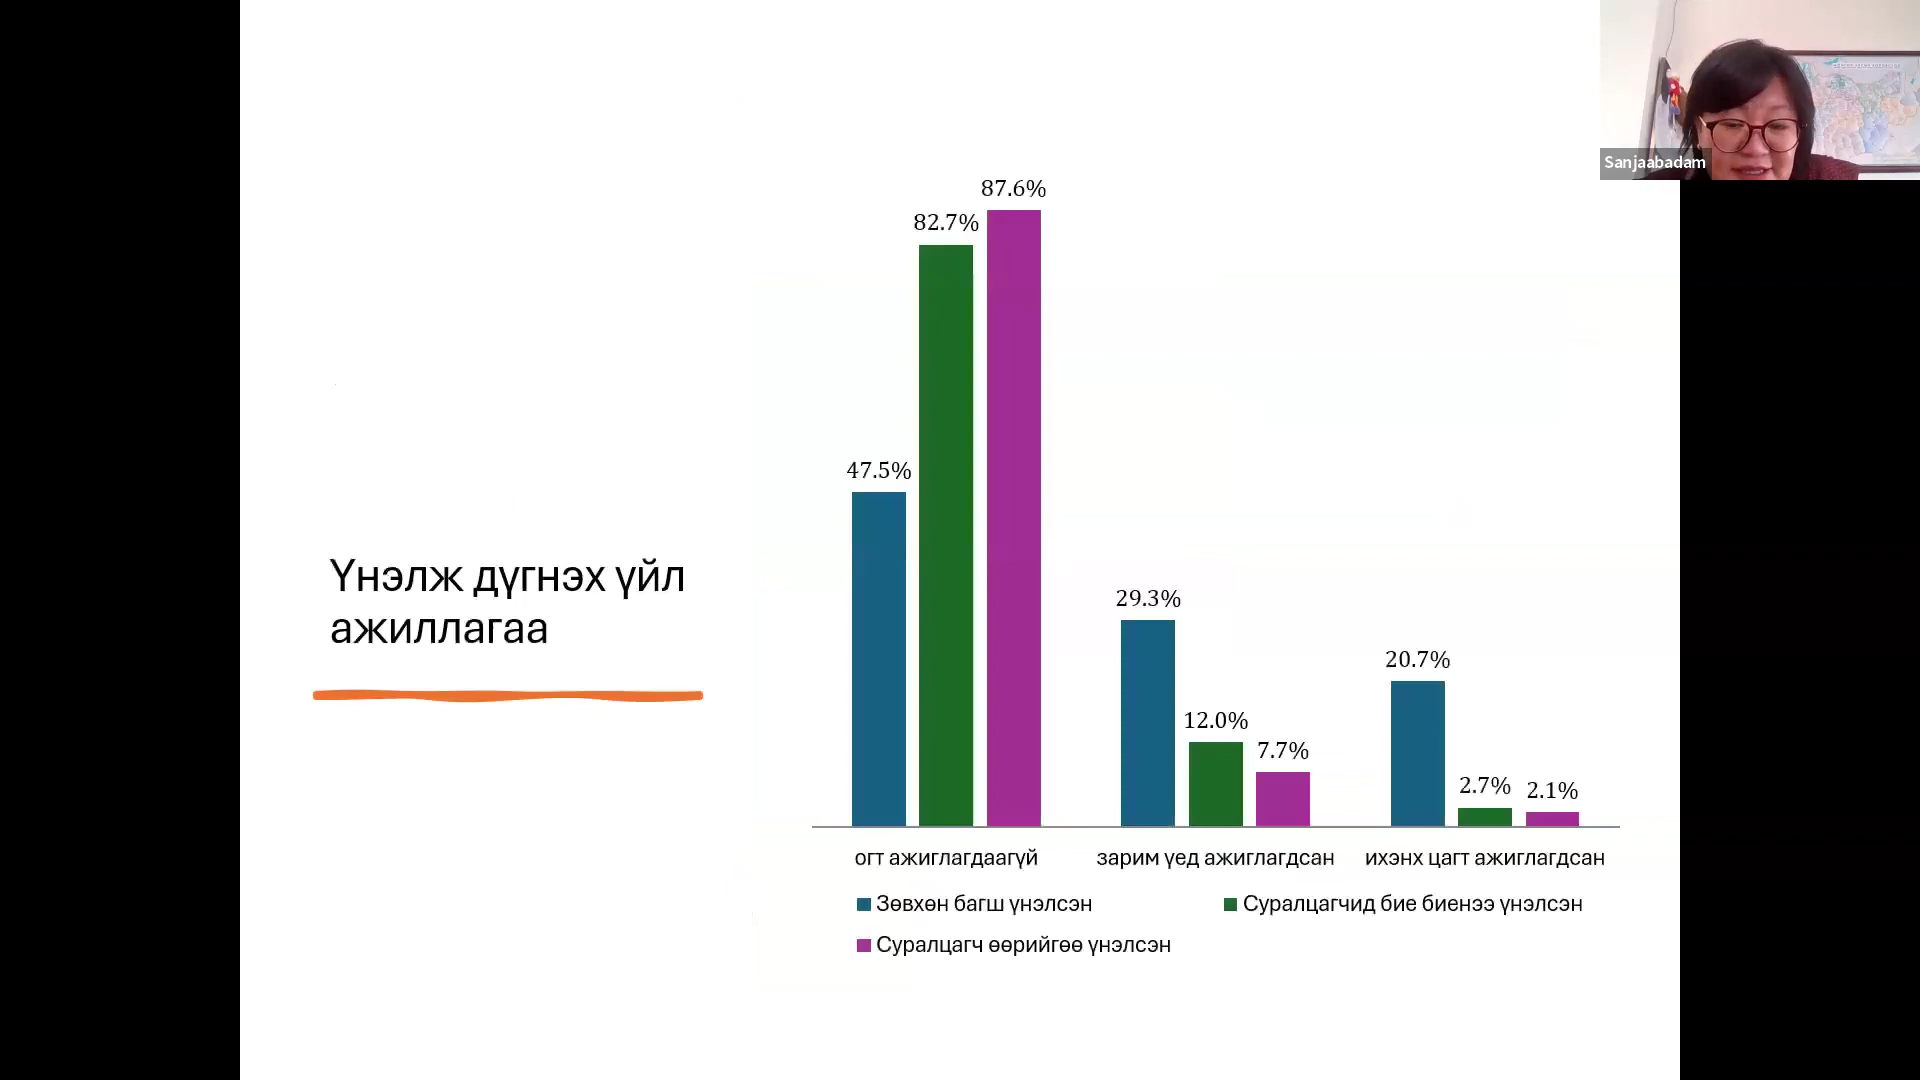 Sanjaabadam
Үнэлж дүгнэх үйл
ажиллагаа
87.6%
82.7%
47.5%
29.3%
12.0%
7.7%
20.7%
2.7%
2.1%
огт ажиглагдаагүй
зарим үед ажиглагдсан
ихэнх цагт ажиглагдсан
Зөвхөн багш үнэлсэн
Суралцагчид бие биенээ үнэлсэн
Суралцагч өөрийгөө үнэлсэн